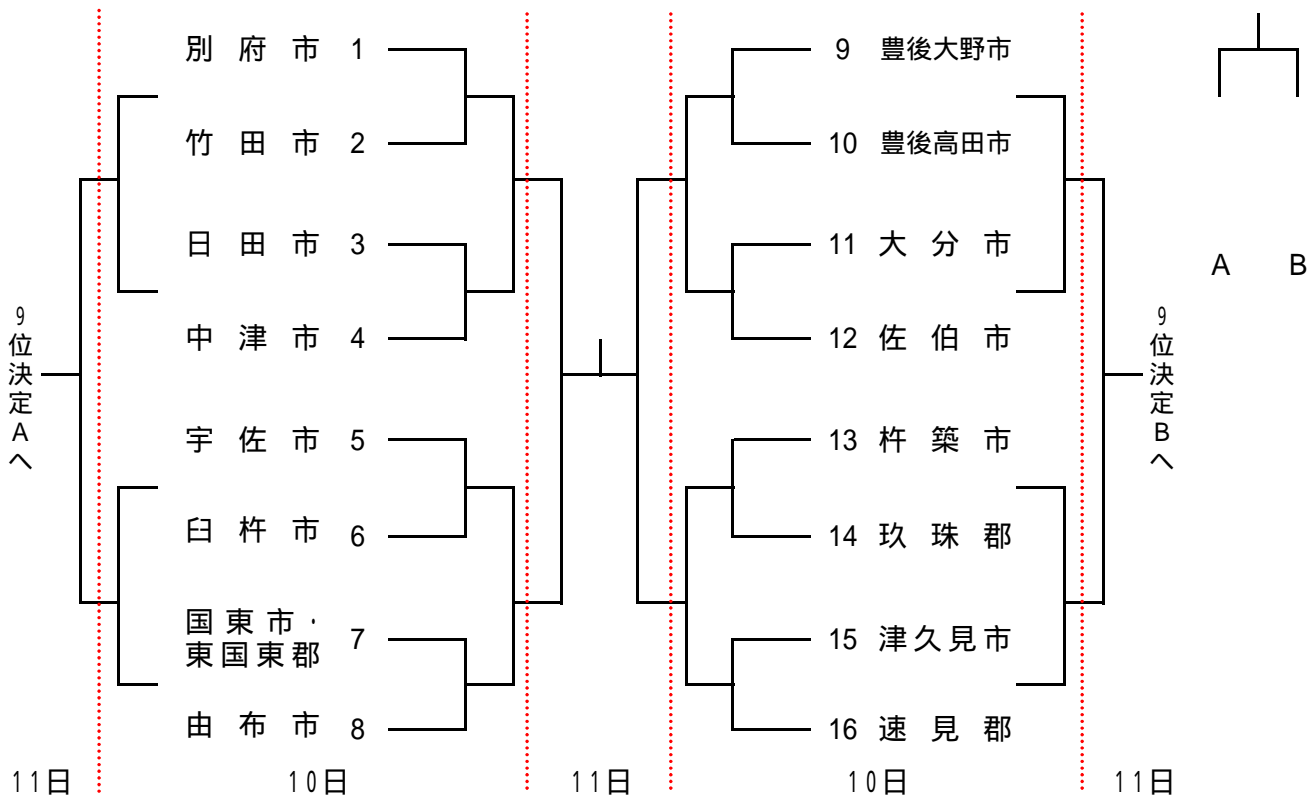 別府市 1
竹田市 2
日田市 3
中津市 4
宇佐市 5
臼杵市 6
国東市・
東国東郡 7
由布市 8
9 豊後大野市
10 豊後高田市
11 大分市
12 佐伯市
13 杵築市
14 玖珠郡
15 津久見市
16 速見郡
9位決定Aへ
9位決定Bへ
A B
11日 10日 11日 10日 11日